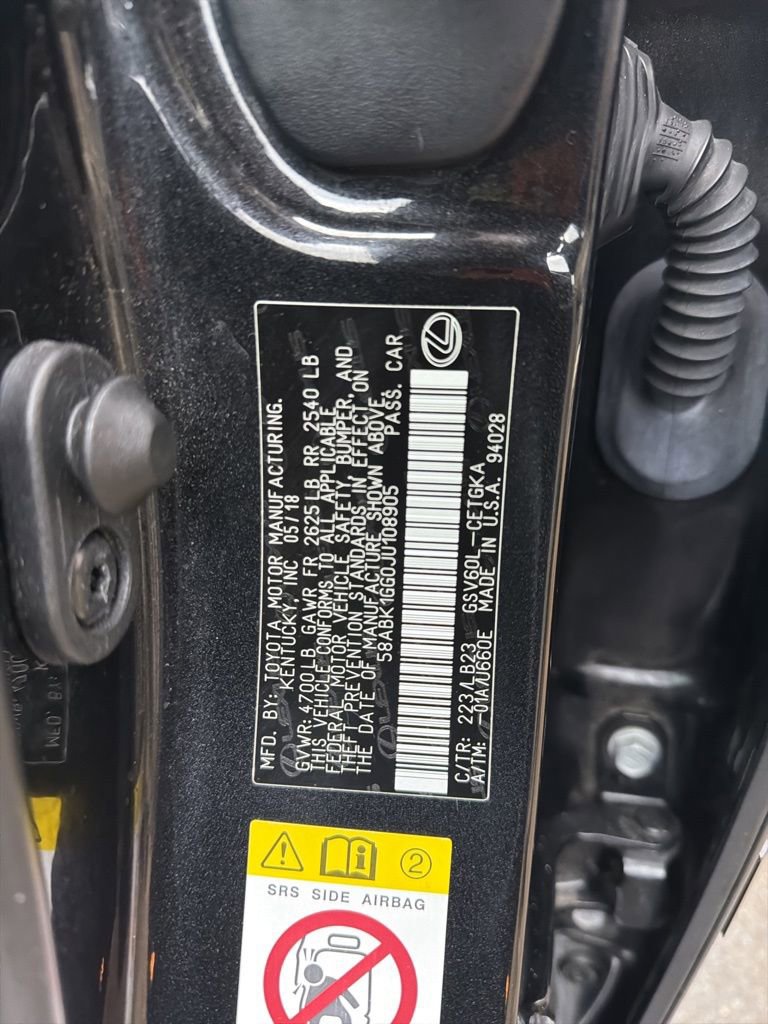 MFD. BY: TOYOTA MOTOR MANUFACTURING.
KENTUCKY, INC 05/18
GVWR: 4700LB GAWR FR 2625LB RR 2540 LB
THIS VEHICLE CONFORMS TO ALL APPLICABLE
FEDERAL MOTOR VEHICLE SAFETY, BUMPER, AND
THEFT PREVENTION STANDARDS IN EFFECT ON
THE DATE OF MANUFACTURE SHOWN ABOVE.
58ABK1GG0JU108905 PASS. CAR
C/TR: 223/LB23 GSV60L-CETGKA
A/TM: -01A/U660E MADE IN U.S.A. 94028
2
SRS SIDE AIRBAG